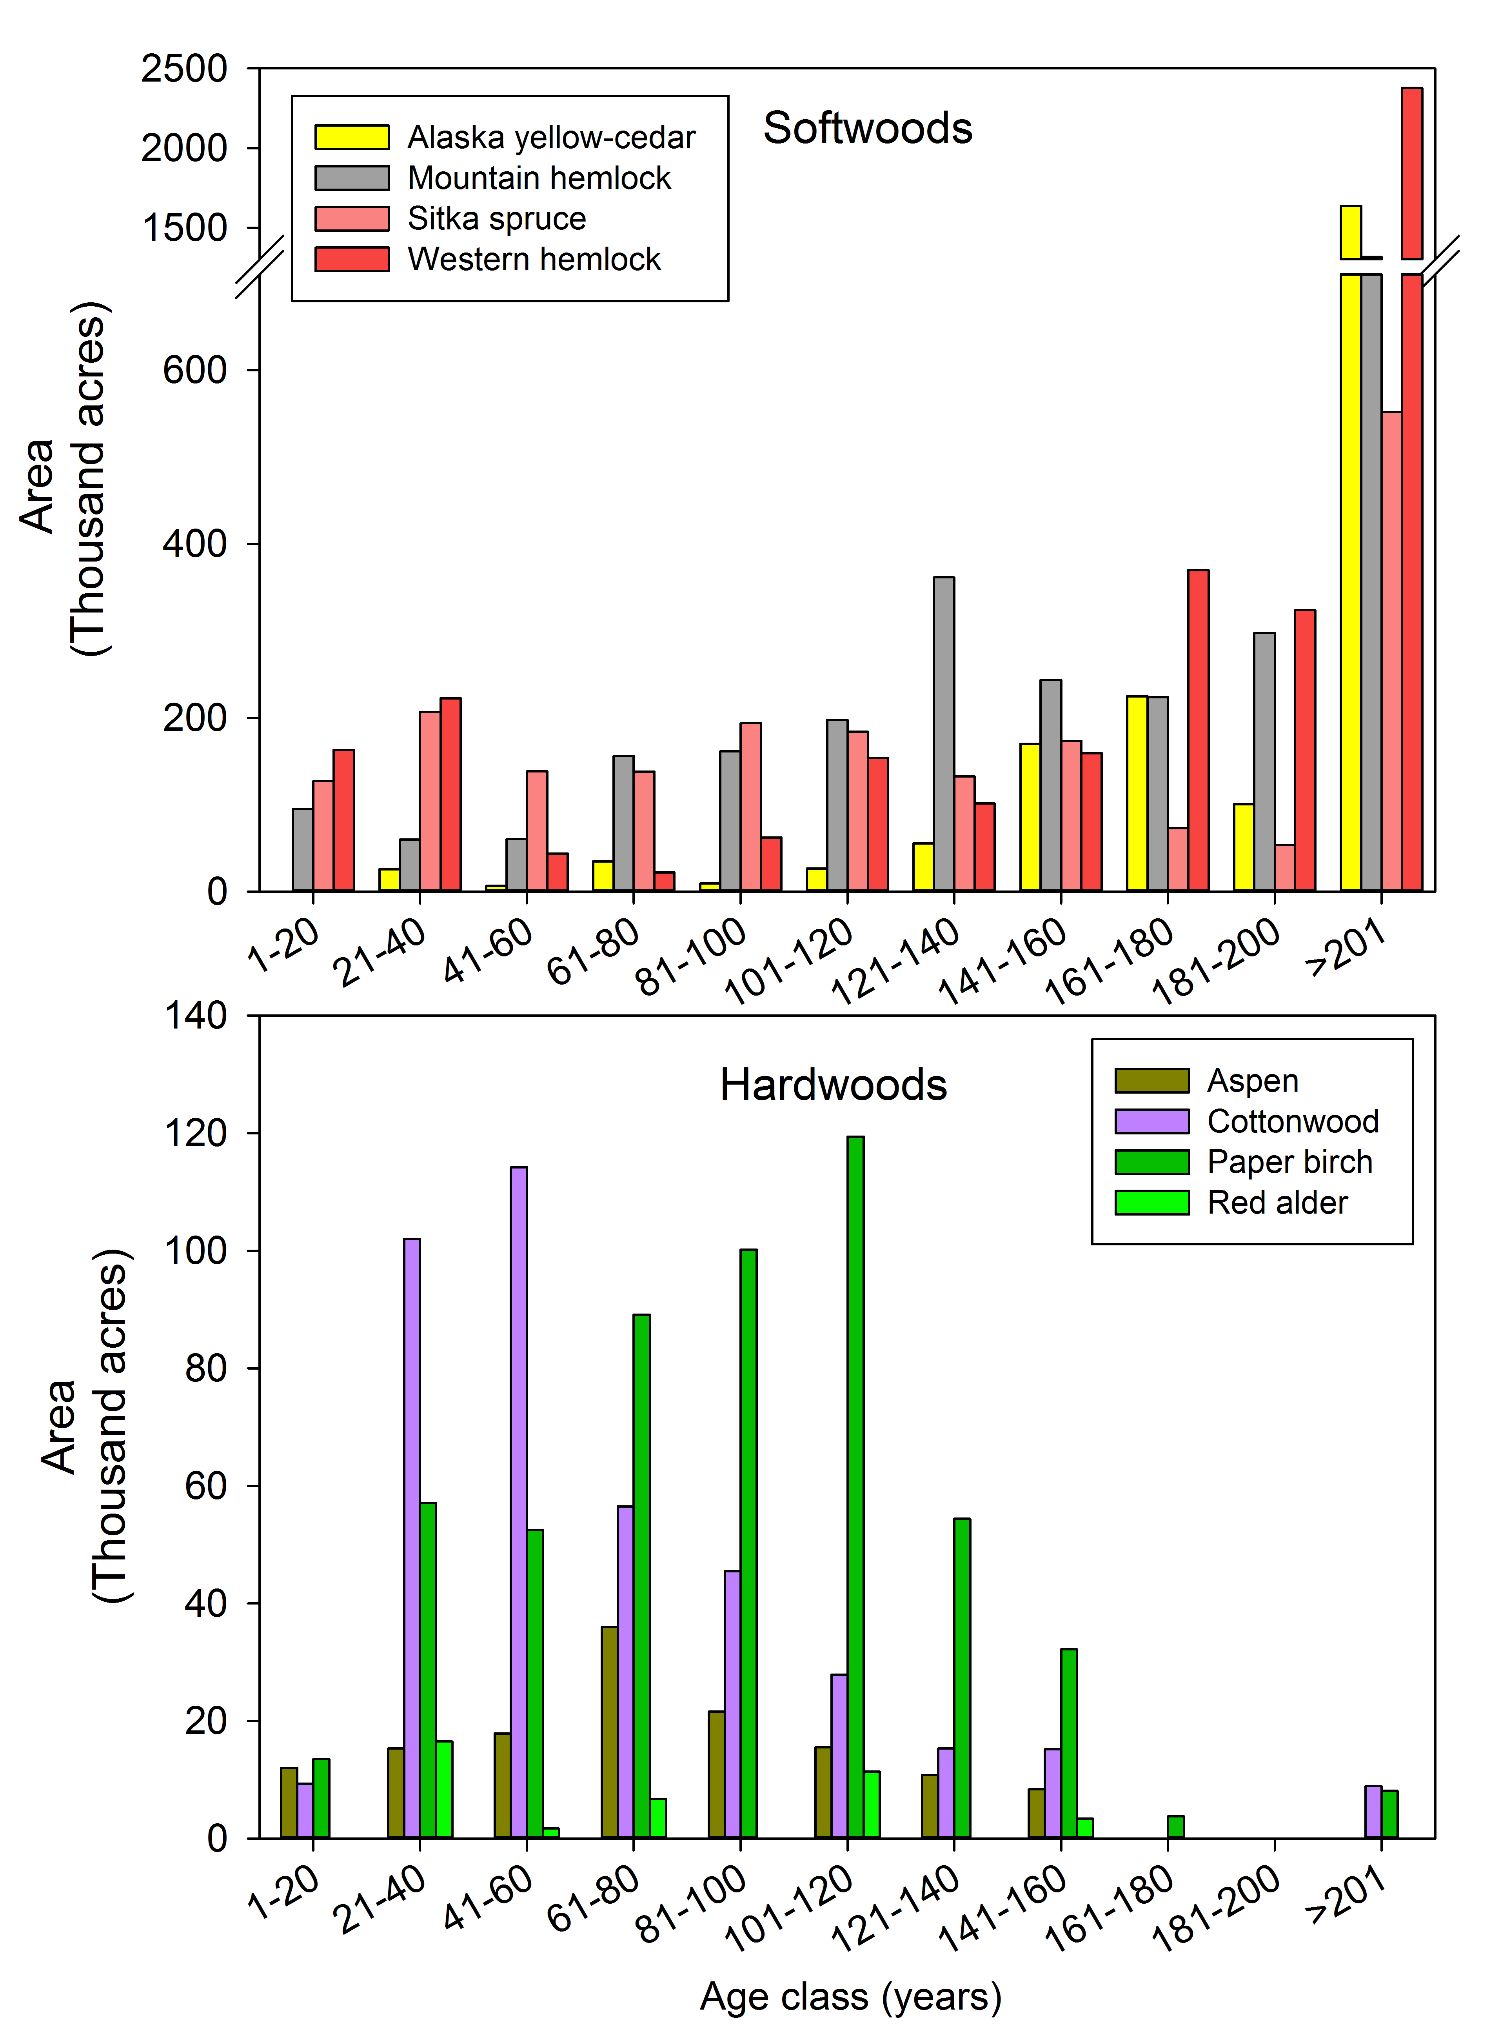 2500
2000
1500
600
400
200
0
Area
(Thousand acres)
Softwoods
Alaska yellow-cedar
Mountain hemlock
Sitka spruce
Western hemlock
1-20
21-40
41-60
61-80
81-100
101-120
121-140
141-160
161-180
181-200
>201
140
120
100
80
60
40
20
0
Area
(Thousand acres)
Hardwoods
Aspen
Cottonwood
Paper birch
Red alder
1-20
21-40
41-60
61-80
81-100
101-120
121-140
141-160
161-180
181-200
>201
Age class (years)